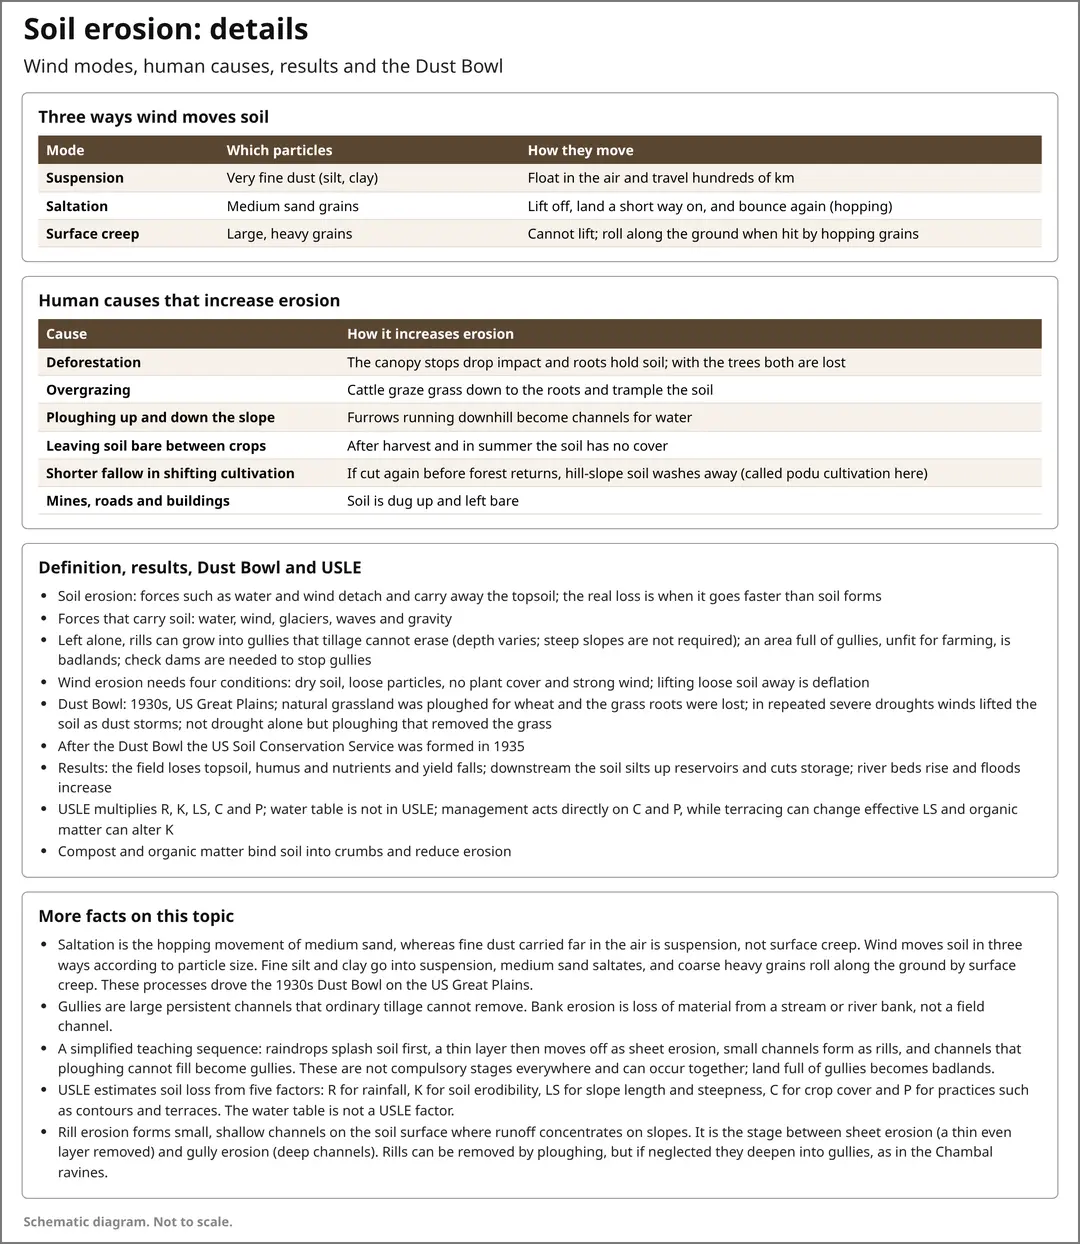 Soil erosion: details
Wind modes, human causes, results and the Dust Bowl
Three ways wind moves soil
Mode Which particles How they move
Suspension Very fine dust (silt, clay) Float in the air and travel hundreds of km
Saltation Medium sand grains Lift off, land a short way on, and bounce again (hopping)
Surface creep Large, heavy grains Cannot lift; roll along the ground when hit by hopping grains
Human causes that increase erosion
Cause How it increases erosion
Deforestation The canopy stops drop impact and roots hold soil; with the trees both are lost
Overgrazing Cattle graze grass down to the roots and trample the soil
Ploughing up and down the slope Furrows running downhill become channels for water
Leaving soil bare between crops After harvest and in summer the soil has no cover
Shorter fallow in shifting cultivation If cut again before forest returns, hill-slope soil washes away (called podu cultivation here)
Mines, roads and buildings Soil is dug up and left bare
Definition, results, Dust Bowl and USLE
• Soil erosion: forces such as water and wind detach and carry away the topsoil; the real loss is when it goes faster than soil forms
• Forces that carry soil: water, wind, glaciers, waves and gravity
• Left alone, rills can grow into gullies that tillage cannot erase (depth varies; steep slopes are not required); an area full of gullies, unfit for farming, is
badlands; check dams are needed to stop gullies
• Wind erosion needs four conditions: dry soil, loose particles, no plant cover and strong wind; lifting loose soil away is deflation
• Dust Bowl: 1930s, US Great Plains; natural grassland was ploughed for wheat and the grass roots were lost; in repeated severe droughts winds lifted the
soil as dust storms; not drought alone but ploughing that removed the grass
• After the Dust Bowl the US Soil Conservation Service was formed in 1935
• Results: the field loses topsoil, humus and nutrients and yield falls; downstream the soil silts up reservoirs and cuts storage; river beds rise and floods
increase
• USLE multiplies R, K, LS, C and P; water table is not in USLE; management acts directly on C and P, while terracing can change effective LS and organic
matter can alter K
• Compost and organic matter bind soil into crumbs and reduce erosion
More facts on this topic
• Saltation is the hopping movement of medium sand, whereas fine dust carried far in the air is suspension, not surface creep. Wind moves soil in three
ways according to particle size. Fine silt and clay go into suspension, medium sand saltates, and coarse heavy grains roll along the ground by surface
creep. These processes drove the 1930s Dust Bowl on the US Great Plains.
• Gullies are large persistent channels that ordinary tillage cannot remove. Bank erosion is loss of material from a stream or river bank, not a field
channel.
• A simplified teaching sequence: raindrops splash soil first, a thin layer then moves off as sheet erosion, small channels form as rills, and channels that
ploughing cannot fill become gullies. These are not compulsory stages everywhere and can occur together; land full of gullies becomes badlands.
• USLE estimates soil loss from five factors: R for rainfall, K for soil erodibility, LS for slope length and steepness, C for crop cover and P for practices such
as contours and terraces. The water table is not a USLE factor.
• Rill erosion forms small, shallow channels on the soil surface where runoff concentrates on slopes. It is the stage between sheet erosion (a thin even
layer removed) and gully erosion (deep channels). Rills can be removed by ploughing, but if neglected they deepen into gullies, as in the Chambal
ravines.
Schematic diagram. Not to scale.